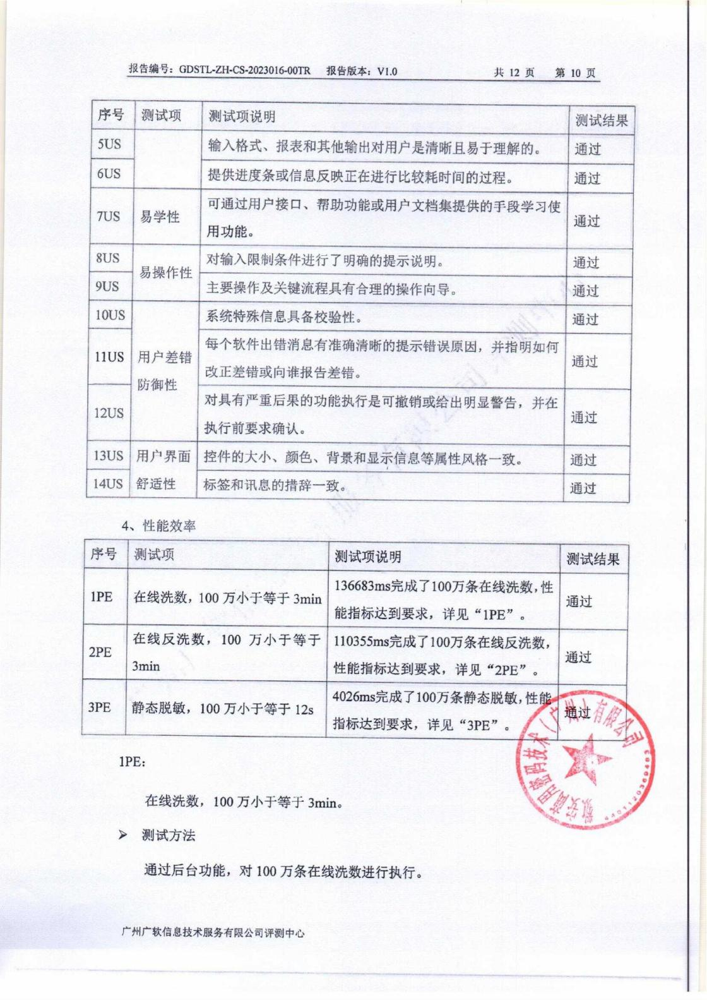 报告编号：GDSTL-ZH-CS-2023016-00TR 报告版本：V1.0 共 12 页 第 10 页
序号 测试项 测试项说明 测试结果
5US 输入格式、报表和其他输出对用户是清晰且易于理解的。 通过
6US 提供进度条或信息反映正在进行比较耗时间的过程。 通过
7US 易学性 可通过用户接口、帮助功能或用户文档集提供的手段学习使
用功能。 通过
8US 易操作性 对输入限制条件进行了明确的提示说明。 通过
9US 主要操作及关键流程具有合理的操作向导。 通过
10US 系统特殊信息具备校验性。 通过
11US 用户差错 每个软件出错消息有准确清晰的提示错误原因，并指明如何
防御性 改正差错或向谁报告差错。 通过
12US 对具有严重后果的功能执行是可撤销或给出明显警告，并在
执行前要求确认。 通过
13US 用户界面 控件的大小、颜色、背景和显示信息等属性风格一致。 通过
14US 舒适性 标签和讯息的措辞一致。 通过
4、性能效率
序号 测试项 测试项说明 测试结果
1PE 在线洗数，100 万小于等于 3min 136683ms完成了100万条在线洗数，性
能指标达到要求，详见“1PE”。 通过
2PE 在线反洗数，100 万小于等于 110355ms完成了100万条在线反洗数，
3min 性能指标达到要求，详见“2PE”。 通过
3PE 静态脱敏，100 万小于等于 12s 4026ms完成了100万条静态脱敏，性能
指标达到要求，详见“3PE”。 通过
数安商用密码技术（广州）有限公司
1PE：
在线洗数，100 万小于等于 3min。
➢ 测试方法
通过后台功能，对 100 万条在线洗数进行执行。
广州广软信息技术服务有限公司评测中心